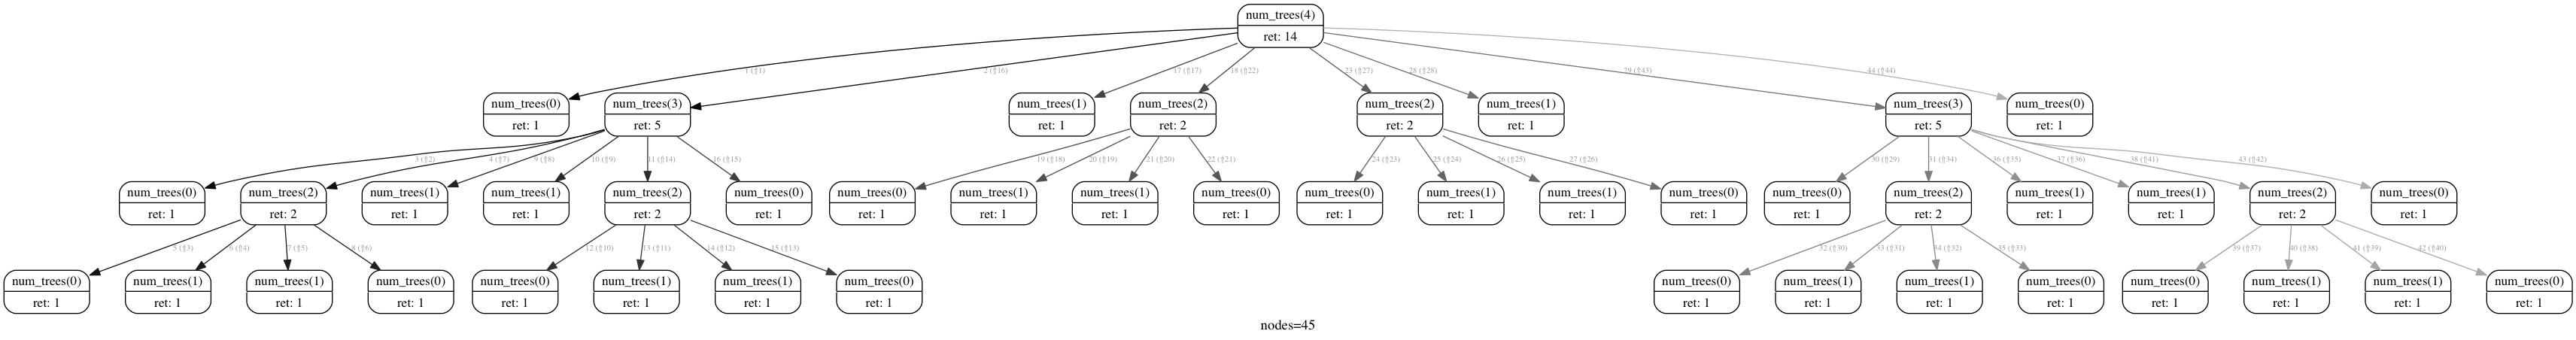 num_trees(4)
ret: 14
1 (⇑1)
2 (⇑16)
17 (⇑17)
18 (⇑22)
23 (⇑27)
28 (⇑28)
29 (⇑43)
44 (⇑44)
num_trees(0)
ret: 1
num_trees(3)
ret: 5
num_trees(1)
ret: 1
num_trees(2)
ret: 2
num_trees(2)
ret: 2
num_trees(1)
ret: 1
num_trees(3)
ret: 5
num_trees(0)
ret: 1
3 (⇑2)
4 (⇑7)
9 (⇑8)
10 (⇑9)
11 (⇑14)
16 (⇑15)
19 (⇑18)
20 (⇑19)
21 (⇑20)
22 (⇑21)
24 (⇑23)
25 (⇑24)
26 (⇑25)
27 (⇑26)
30 (⇑29)
31 (⇑34)
36 (⇑35)
37 (⇑36)
38 (⇑41)
43 (⇑42)
num_trees(0)
ret: 1
num_trees(2)
ret: 2
num_trees(1)
ret: 1
num_trees(1)
ret: 1
num_trees(2)
ret: 2
num_trees(0)
ret: 1
num_trees(0)
ret: 1
num_trees(1)
ret: 1
num_trees(1)
ret: 1
num_trees(0)
ret: 1
num_trees(0)
ret: 1
num_trees(1)
ret: 1
num_trees(1)
ret: 1
num_trees(0)
ret: 1
num_trees(0)
ret: 1
num_trees(2)
ret: 2
num_trees(1)
ret: 1
num_trees(1)
ret: 1
num_trees(2)
ret: 2
num_trees(0)
ret: 1
5 (⇑3)
6 (⇑4)
7 (⇑5)
8 (⇑6)
12 (⇑10)
13 (⇑11)
14 (⇑12)
15 (⇑13)
32 (⇑30)
33 (⇑31)
34 (⇑32)
35 (⇑33)
39 (⇑37)
40 (⇑38)
41 (⇑39)
42 (⇑40)
num_trees(0)
ret: 1
num_trees(1)
ret: 1
num_trees(1)
ret: 1
num_trees(0)
ret: 1
num_trees(0)
ret: 1
num_trees(1)
ret: 1
num_trees(1)
ret: 1
num_trees(0)
ret: 1
num_trees(0)
ret: 1
num_trees(1)
ret: 1
num_trees(1)
ret: 1
num_trees(0)
ret: 1
num_trees(0)
ret: 1
num_trees(1)
ret: 1
num_trees(1)
ret: 1
num_trees(0)
ret: 1
nodes=45